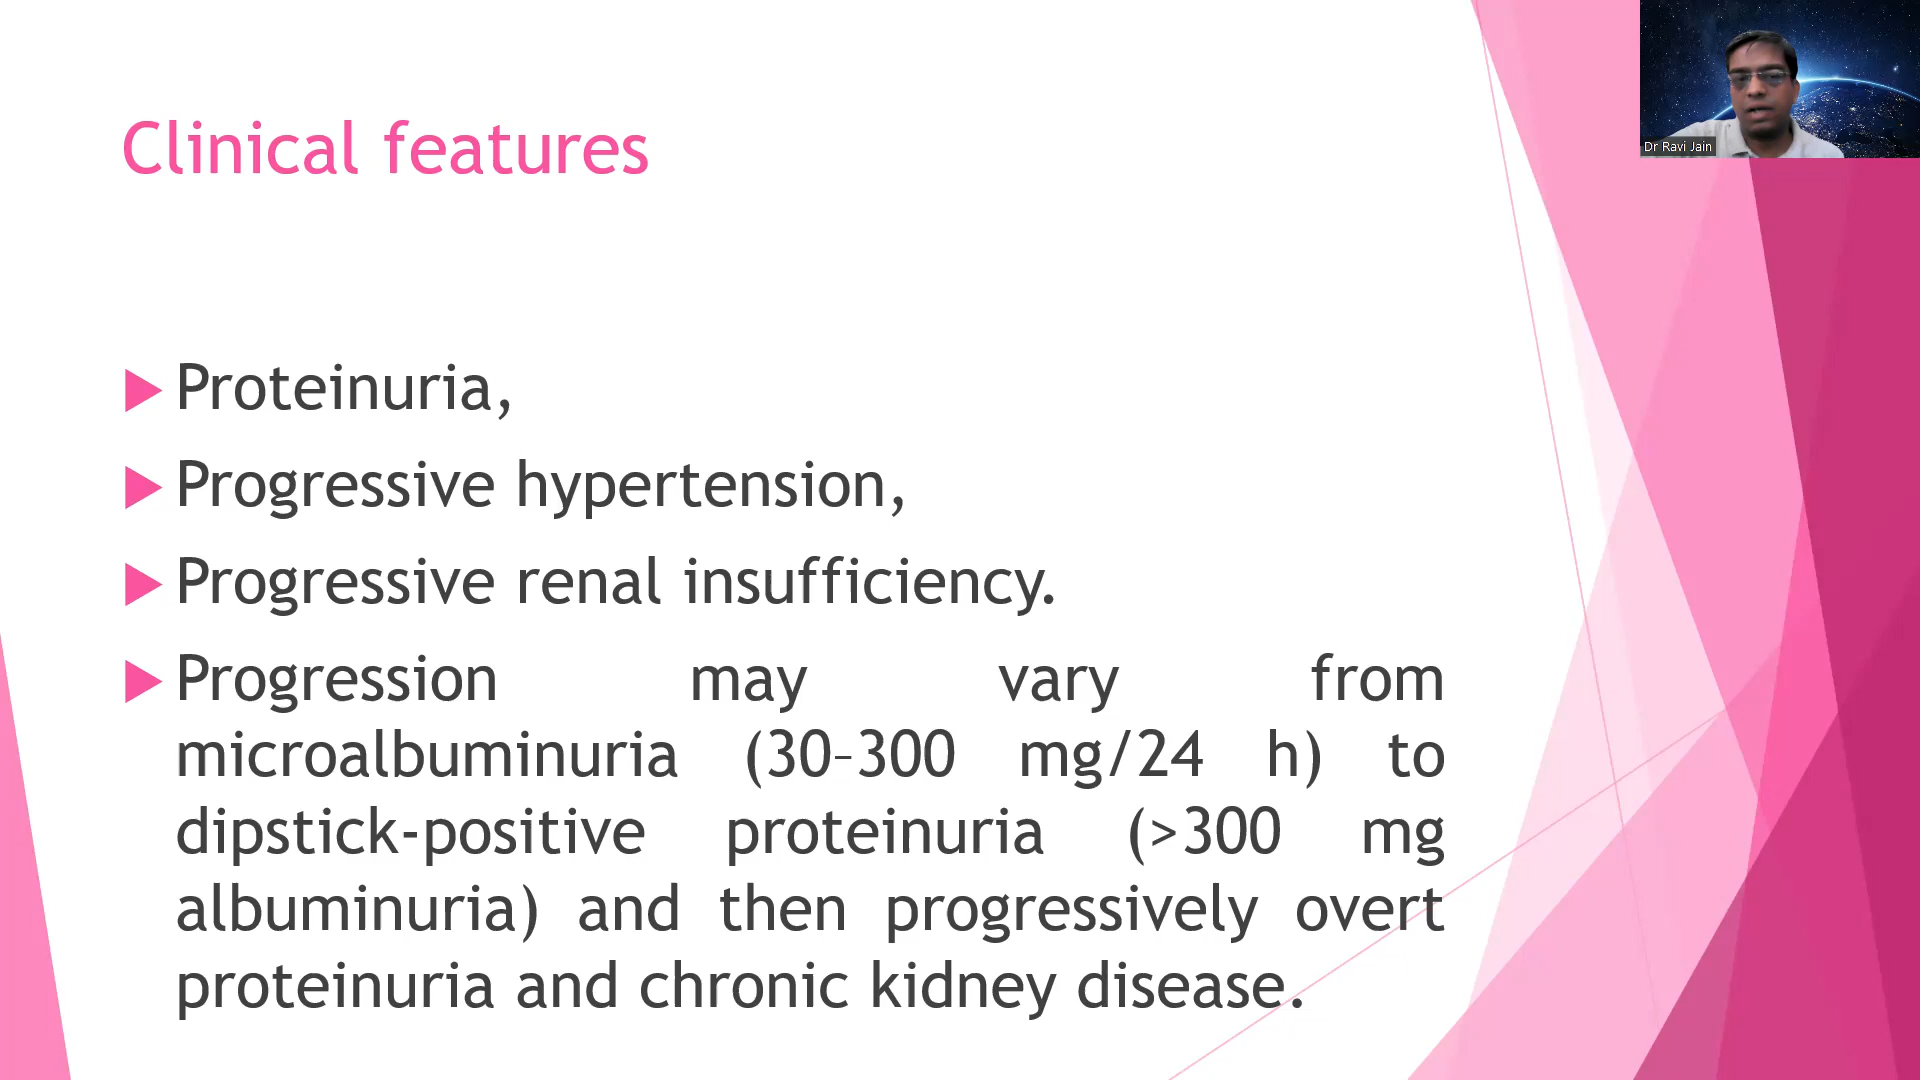 Dr Ravi Jain
Clinical features
Proteinuria,
Progressive hypertension,
Progressive renal insufficiency.
Progression may vary from
microalbuminuria (30–300 mg/24 h) to
dipstick-positive proteinuria (>300 mg
albuminuria) and then progressively overt
proteinuria and chronic kidney disease.